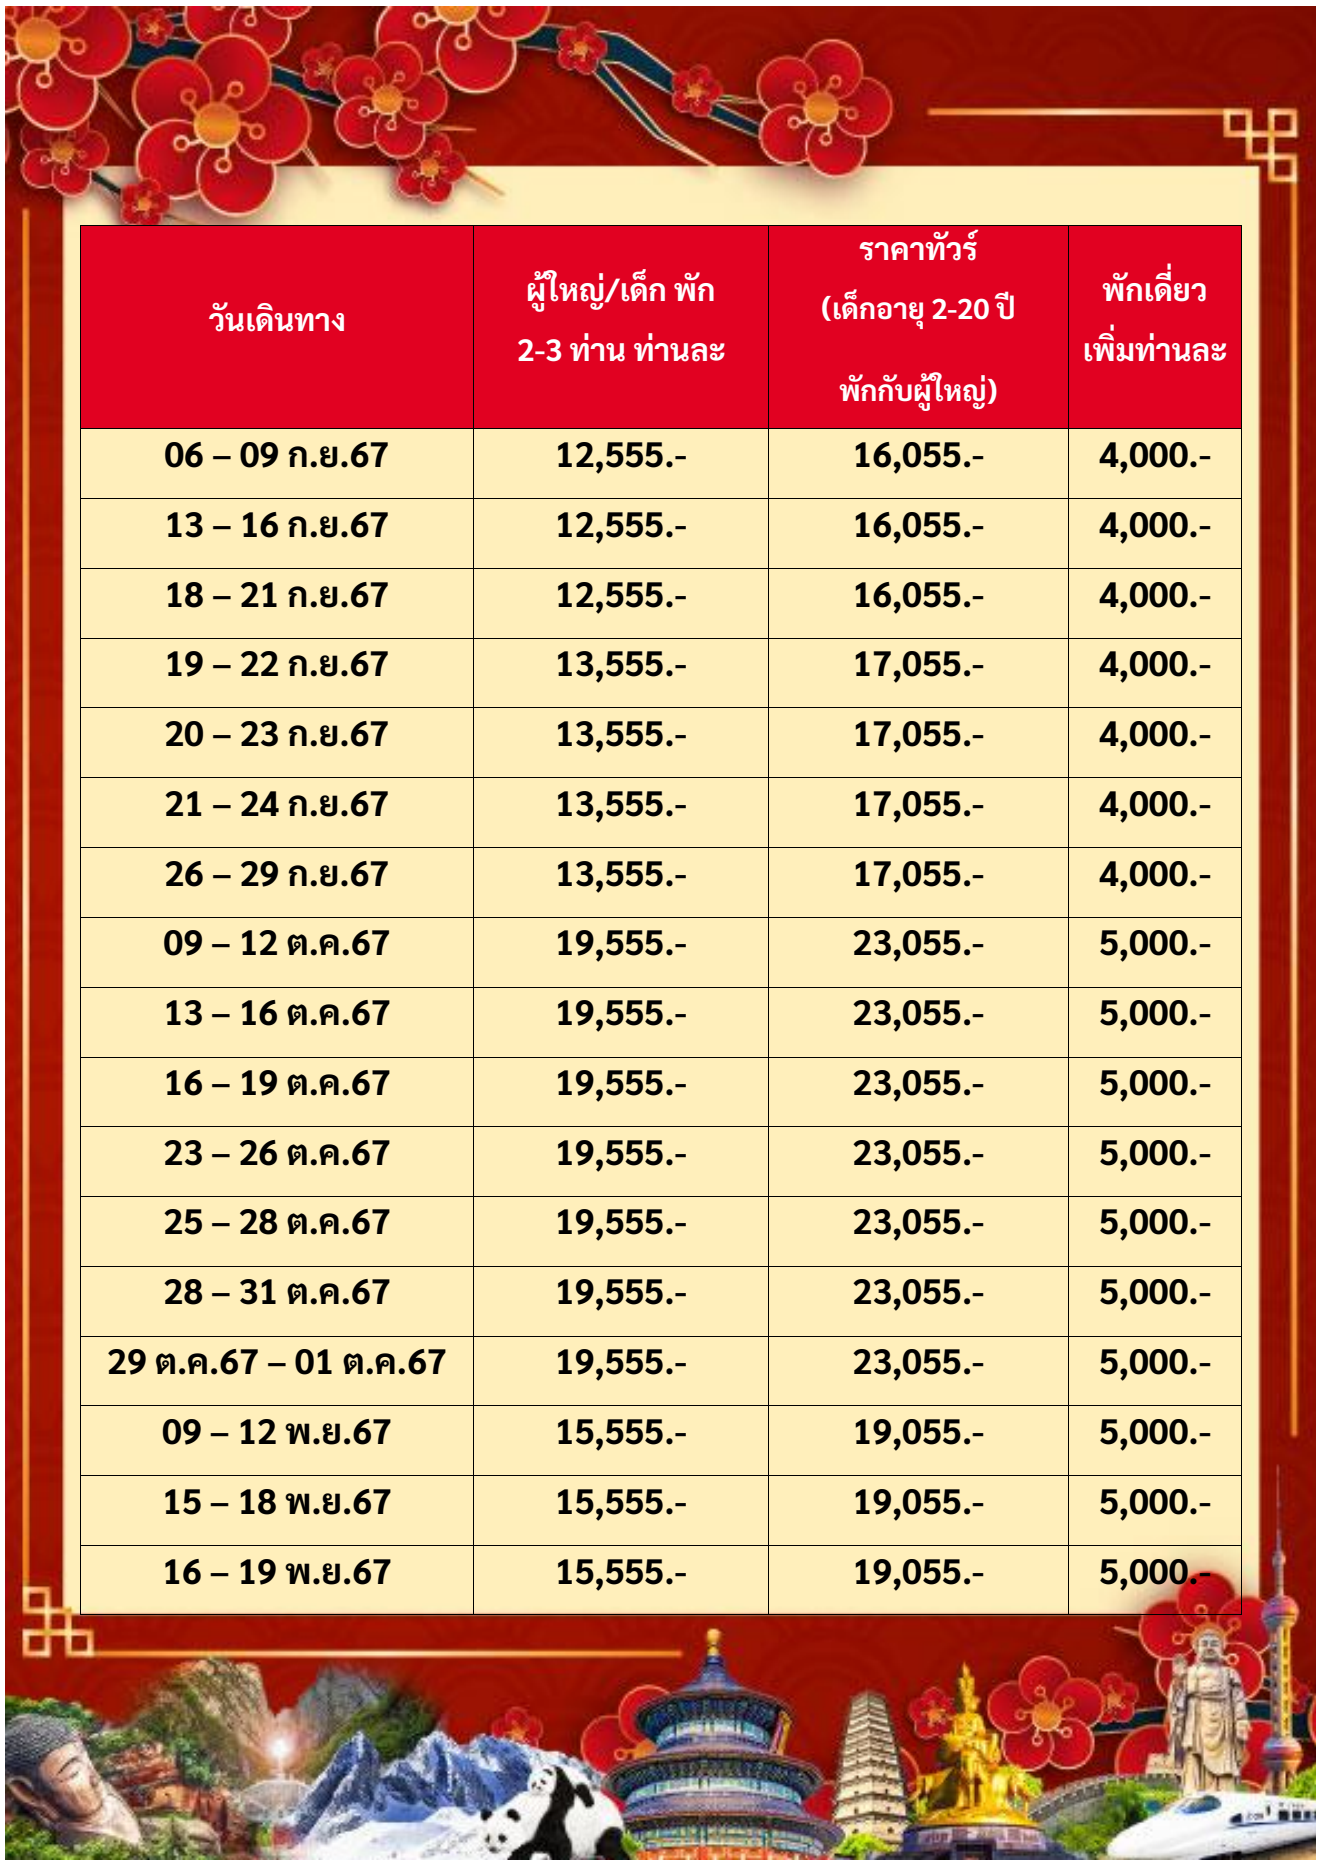 วันเดินทาง
ผู้ใหญ่/เด็ก พัก
2-3 ท่าน ท่านละ
ราคาทัวร์
(เด็กอายุ 2-20 ปี
พักกับผู้ใหญ่)
พักเดี่ยว
เพิ่มท่านละ
06 – 09 ก.ย.67 12,555.- 16,055.- 4,000.-
13 – 16 ก.ย.67 12,555.- 16,055.- 4,000.-
18 – 21 ก.ย.67 12,555.- 16,055.- 4,000.-
19 – 22 ก.ย.67 13,555.- 17,055.- 4,000.-
20 – 23 ก.ย.67 13,555.- 17,055.- 4,000.-
21 – 24 ก.ย.67 13,555.- 17,055.- 4,000.-
26 – 29 ก.ย.67 13,555.- 17,055.- 4,000.-
09 – 12 ต.ค.67 19,555.- 23,055.- 5,000.-
13 – 16 ต.ค.67 19,555.- 23,055.- 5,000.-
16 – 19 ต.ค.67 19,555.- 23,055.- 5,000.-
23 – 26 ต.ค.67 19,555.- 23,055.- 5,000.-
25 – 28 ต.ค.67 19,555.- 23,055.- 5,000.-
28 – 31 ต.ค.67 19,555.- 23,055.- 5,000.-
29 ต.ค.67 – 01 ต.ค.67 19,555.- 23,055.- 5,000.-
09 – 12 พ.ย.67 15,555.- 19,055.- 5,000.-
15 – 18 พ.ย.67 15,555.- 19,055.- 5,000.-
16 – 19 พ.ย.67 15,555.- 19,055.- 5,000.-